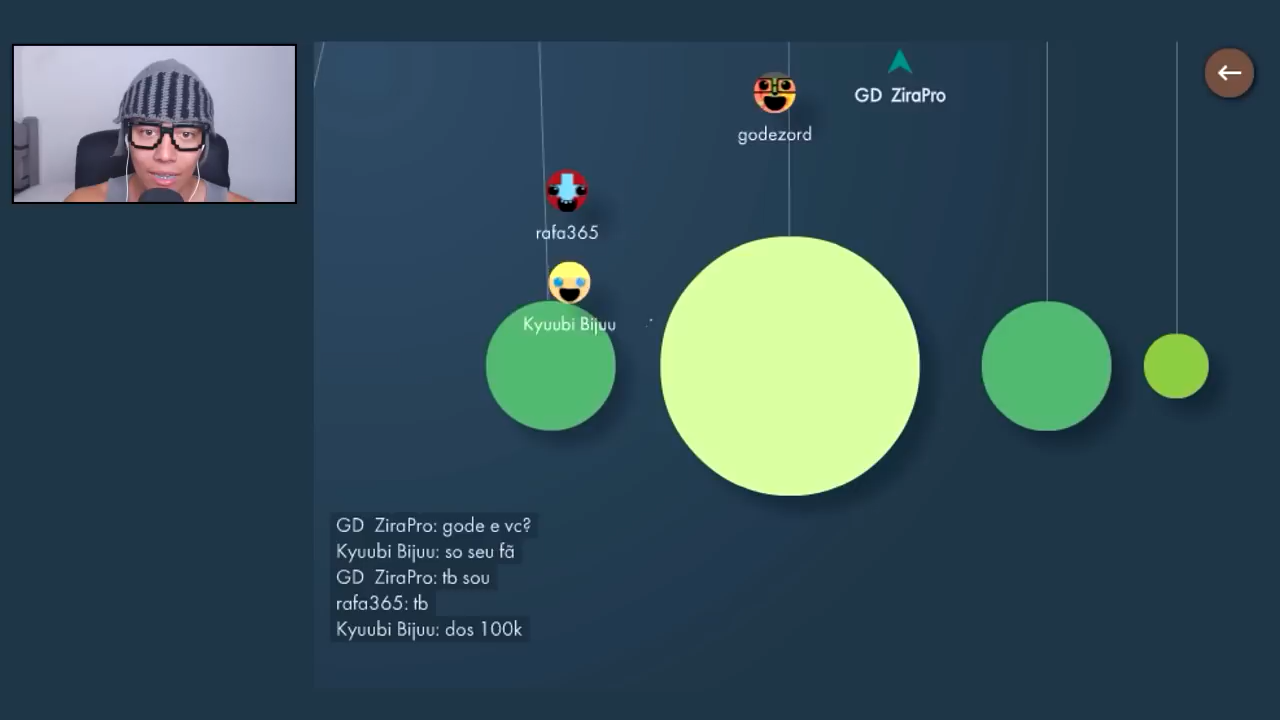 GD ZiraPro
godezord
rafa365
Kyuubi Bijuu
GD ZiraPro: gode e vc?
Kyuubi Bijuu: so seu fã
GD ZiraPro: tb sou
rafa365: tb
Kyuubi Bijuu: dos 100k